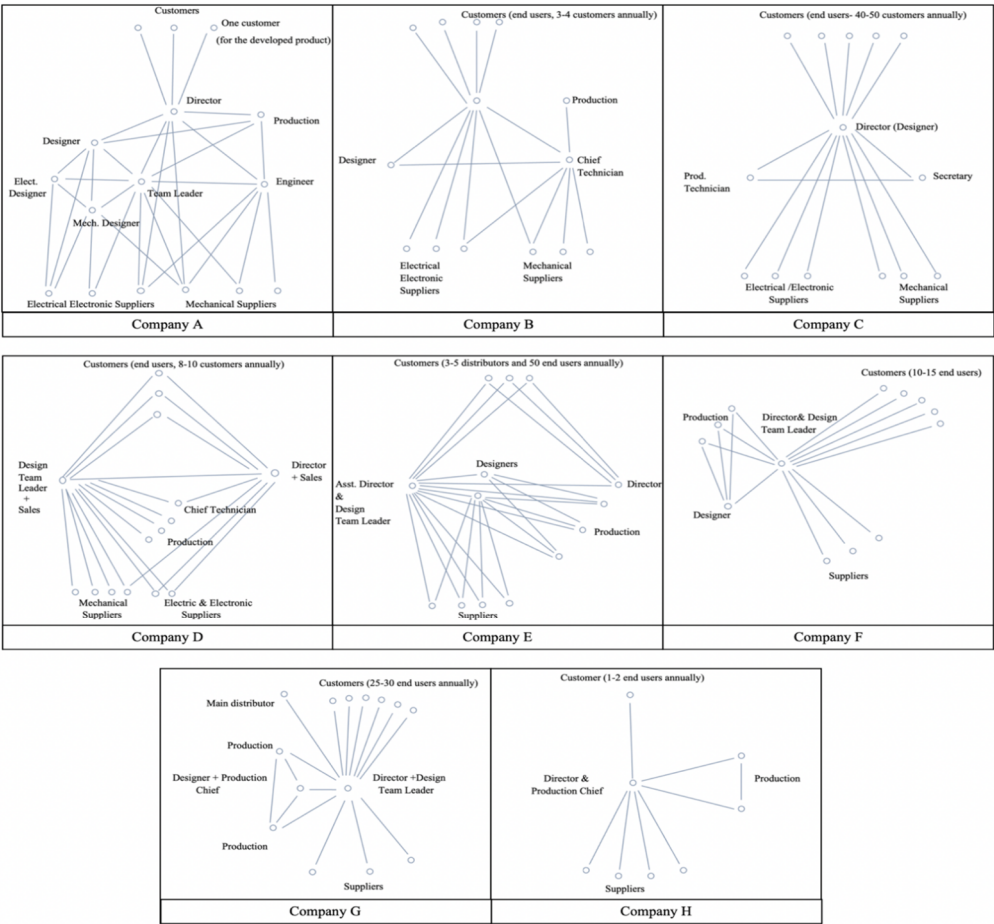 Customers
One customer
(for the developed product)
Director
Production
Designer
Elect.
Designer
Team Leader
Engineer
Mech. Designer
Electrical Electronic Suppliers
Mechanical Suppliers
Company A
Customers (end users, 3-4 customers annually)
Production
Designer
Chief
Technician
Electrical
Electronic
Suppliers
Mechanical
Suppliers
Company B
Customers (end users- 40-50 customers annually)
Director (Designer)
Prod.
Technician
Secretary
Electrical /Electronic
Suppliers
Mechanical
Suppliers
Company C
Customers (end users, 8-10 customers annually)
Design
Team
Leader
+
Sales
Director
+ Sales
Chief Technician
Production
Mechanical
Suppliers
Electric & Electronic
Suppliers
Company D
Customers (3-5 distributors and 50 end users annually)
Designers
Asst. Director
&
Design
Team Leader
Director
Production
Suppliers
Company E
Customers (10-15 end users)
Production
Director& Design
Team Leader
Designer
Suppliers
Company F
Customers (25-30 end users annually)
Main distributor
Production
Designer + Production
Chief
Director +Design
Team Leader
Production
Suppliers
Company G
Customer (1-2 end users annually)
Director &
Production Chief
Production
Suppliers
Company H